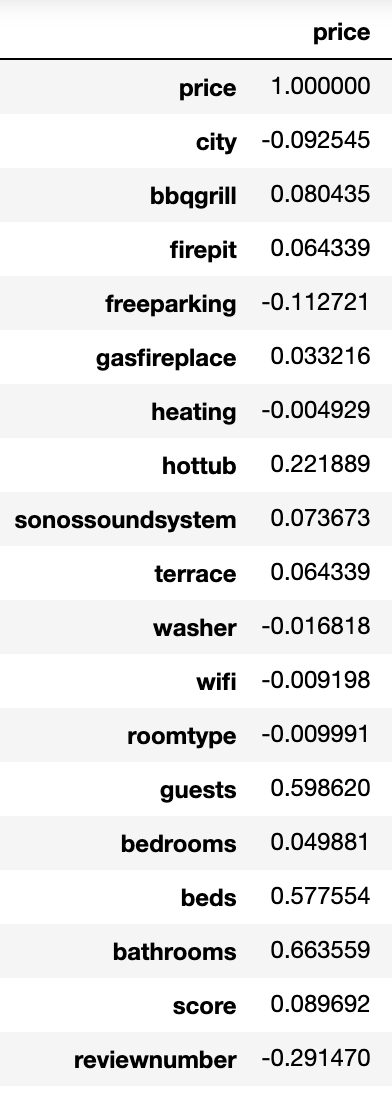 price
price 1.000000
city -0.092545
bbqgrill 0.080435
firepit 0.064339
freeparking -0.112721
gasfireplace 0.033216
heating -0.004929
hottub 0.221889
sonossoundsystem 0.073673
terrace 0.064339
washer -0.016818
wifi -0.009198
roomtype -0.009991
guests 0.598620
bedrooms 0.049881
beds 0.577554
bathrooms 0.663559
score 0.089692
reviewnumber -0.291470